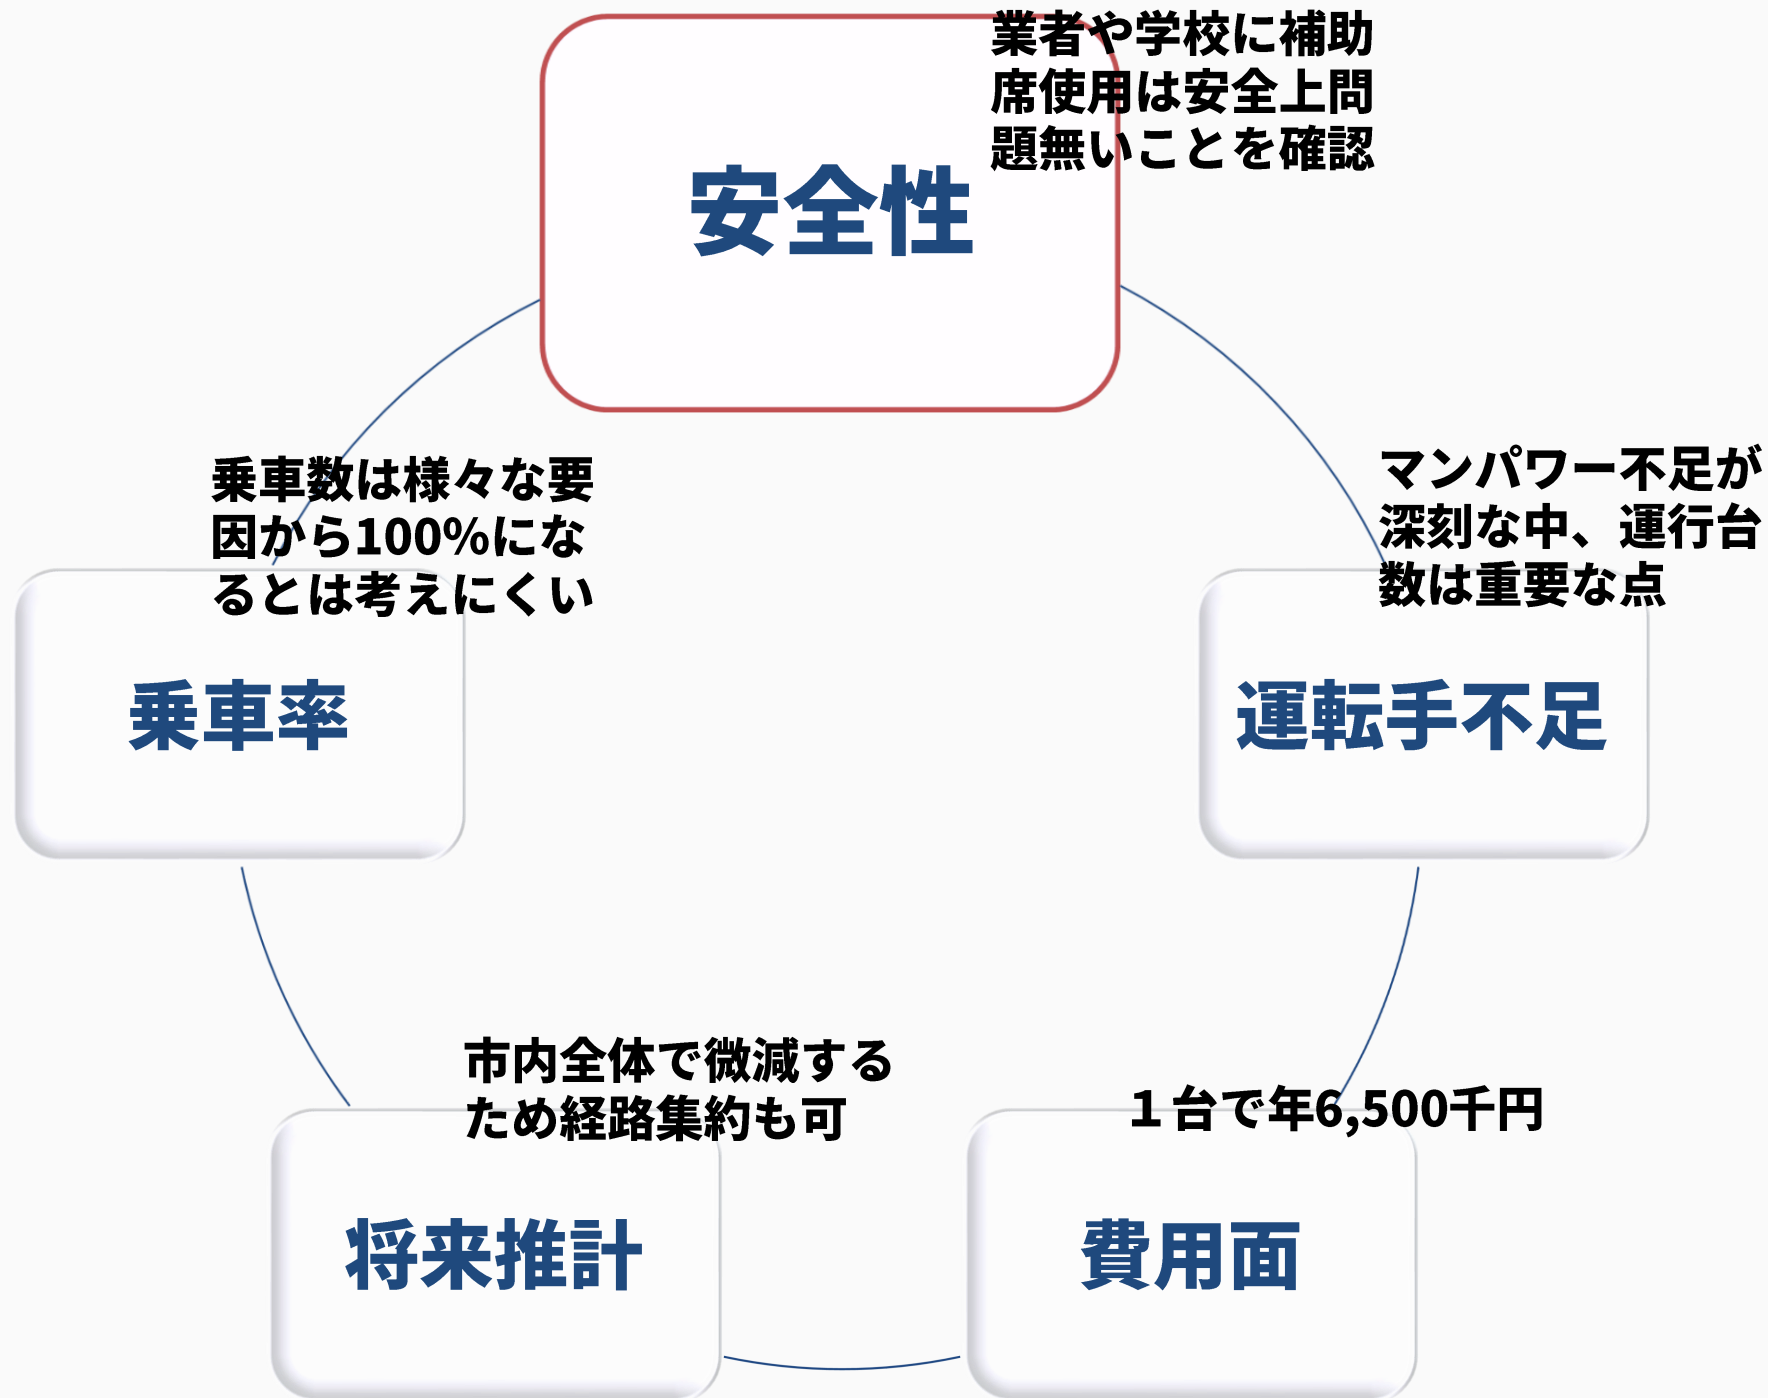 業者や学校に補助
席使用は安全上問
題無いことを確認
安全性
乗車数は様々な要
因から100%にな
るとは考えにくい
乗車率
マンパワー不足が
深刻な中、運行台
数は重要な点
運転手不足
市内全体で微減する
ため経路集約も可
将来推計
１台で年6,500千円
費用面